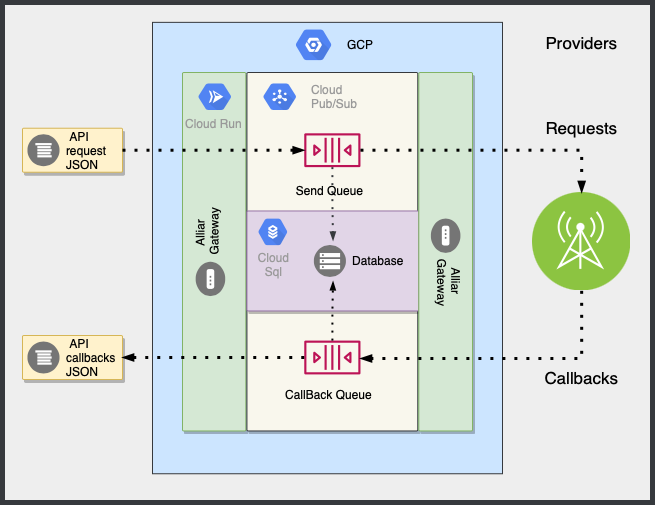 GCP
Providers
Cloud Run
Cloud
Pub/Sub
API
request
JSON
Requests
Send Queue
Alliar
Gateway
Cloud
Sql
Database
Alliar
Gateway
API
callbacks
JSON
CallBack Queue
Callbacks